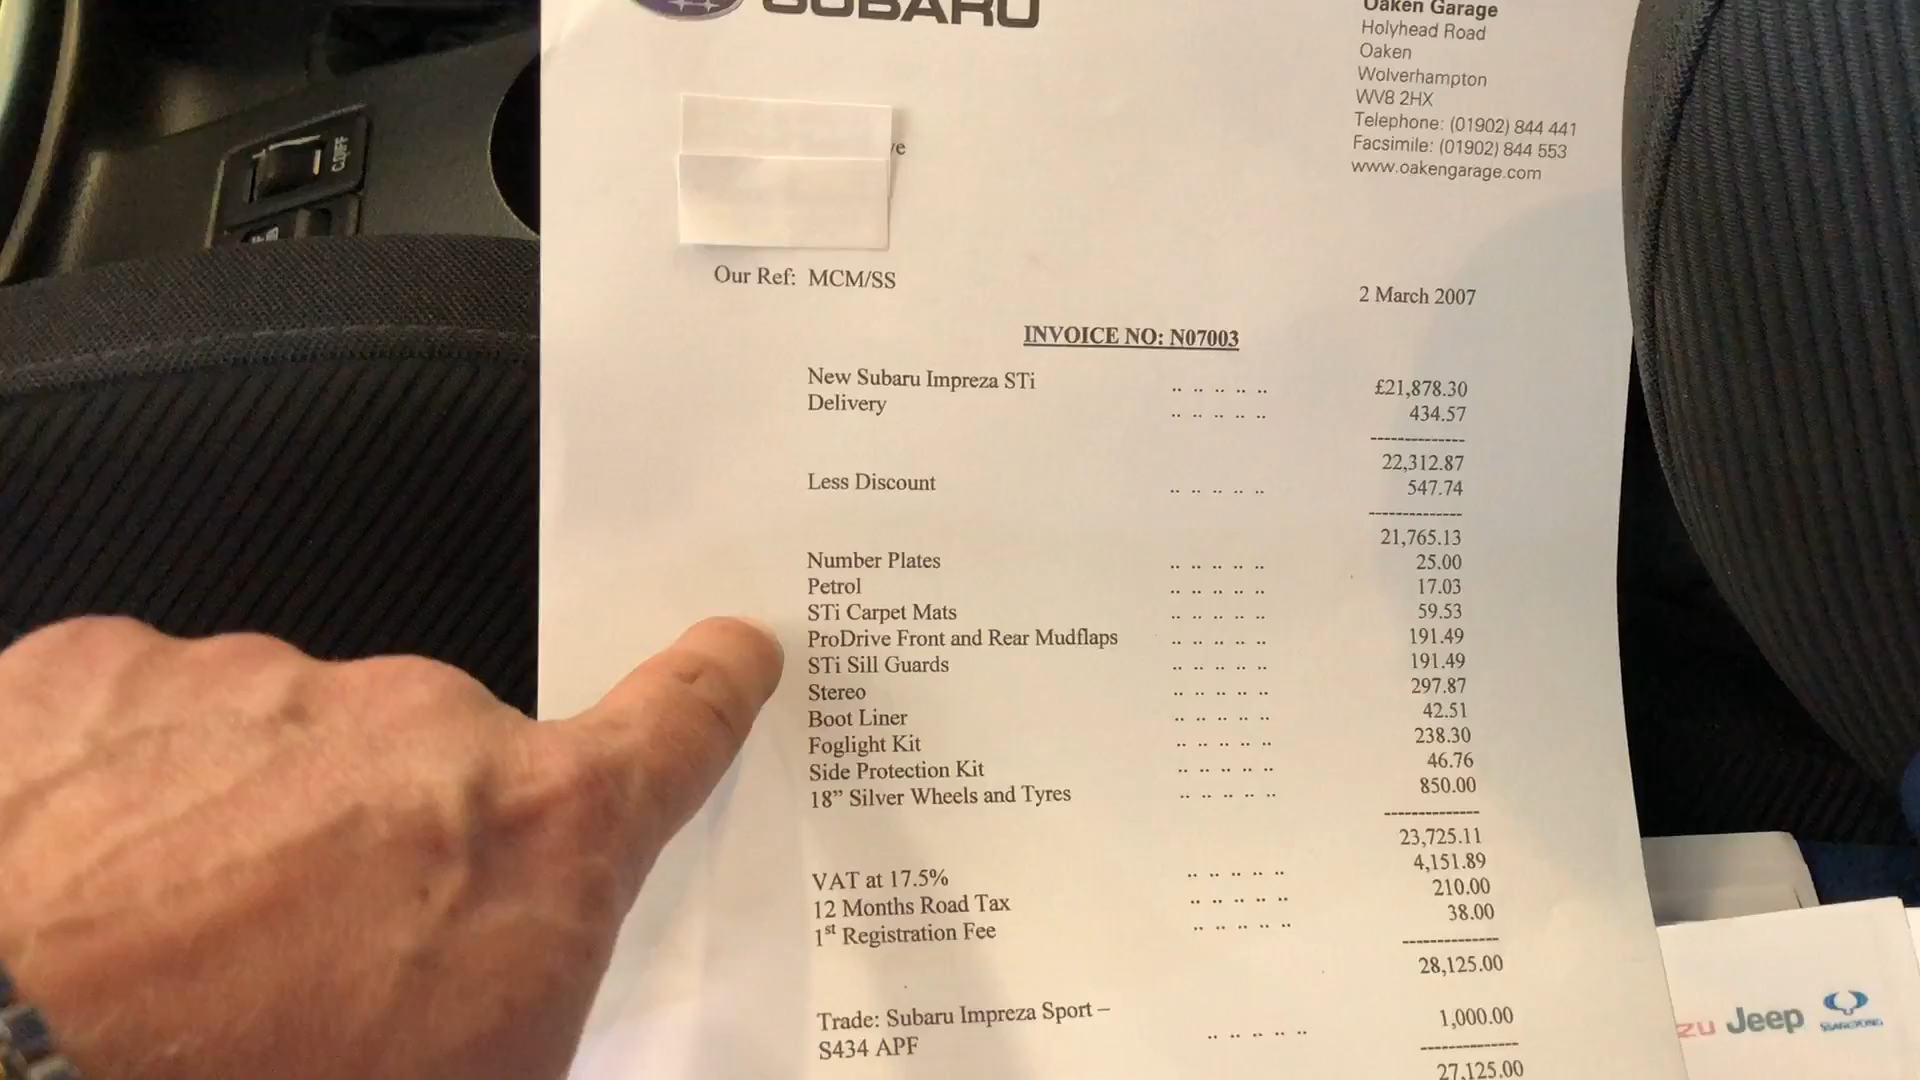 SUBARU
Oaken Garage
Holyhead Road
Oaken
Wolverhampton
WV8 2HX
Telephone: (01902) 844 441
Facsimile: (01902) 844 553
www.oakengarage.com
C.DIFF
Our Ref: MCM/SS
2 March 2007
INVOICE NO: N07003
New Subaru Impreza STi .. .. .. .. .. £21,878.30
Delivery .. .. .. .. .. 434.57
--------------
22,312.87
Less Discount .. .. .. .. .. 547.74
--------------
21,765.13
Number Plates .. .. .. .. .. 25.00
Petrol .. .. .. .. .. 17.03
STi Carpet Mats .. .. .. .. .. 59.53
ProDrive Front and Rear Mudflaps .. .. .. .. .. 191.49
STi Sill Guards .. .. .. .. .. 191.49
Stereo .. .. .. .. .. 297.87
Boot Liner .. .. .. .. .. 42.51
Foglight Kit .. .. .. .. .. 238.30
Side Protection Kit .. .. .. .. .. 46.76
18” Silver Wheels and Tyres .. .. .. .. .. 850.00
--------------
23,725.11
VAT at 17.5% .. .. .. .. .. 4,151.89
12 Months Road Tax .. .. .. .. .. 210.00
1st Registration Fee .. .. .. .. .. 38.00
--------------
28,125.00
Trade: Subaru Impreza Sport –
S434 APF .. .. .. .. .. 1,000.00
--------------
27,125.00
zu Jeep SSANGYONG